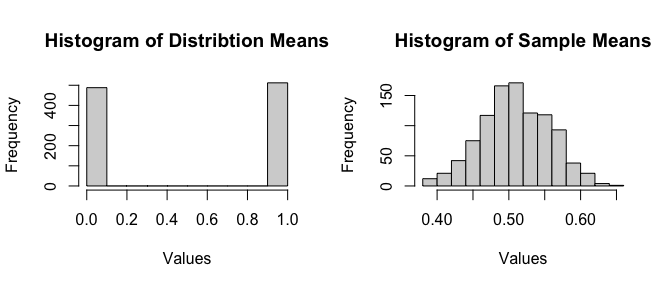 Histogram of Distribtion Means
Frequency
0 200 400
0.0 0.2 0.4 0.6 0.8 1.0
Values
Histogram of Sample Means
Frequency
0 50 150
0.40 0.50 0.60
Values